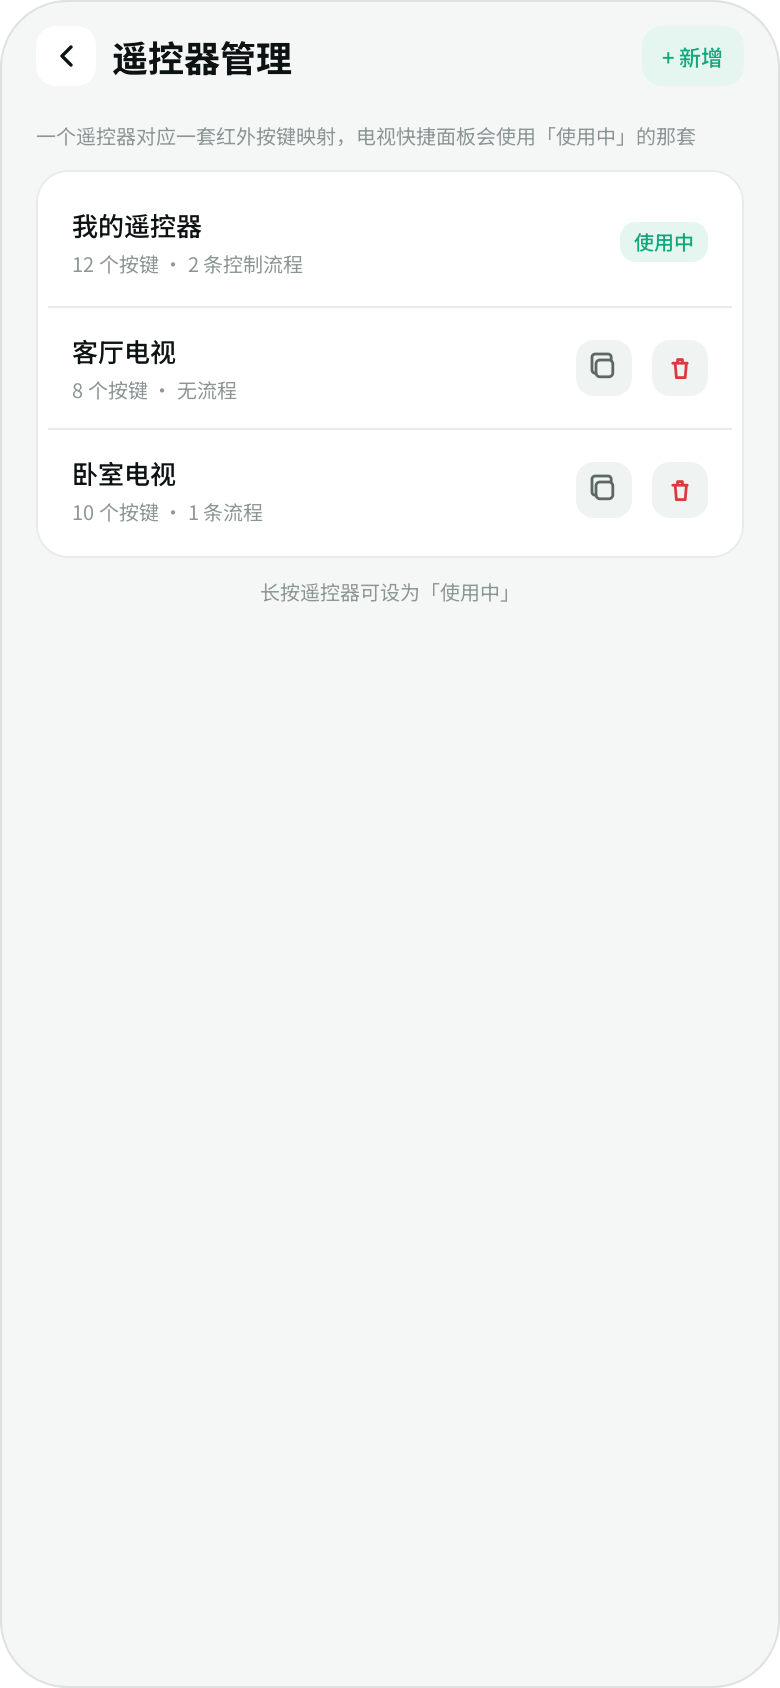 遥控器管理
+ 新增
一个遥控器对应一套红外按键映射，电视快捷面板会使用「使用中」的那套
我的遥控器
12 个按键 · 2 条控制流程
使用中
客厅电视
8 个按键 · 无流程
卧室电视
10 个按键 · 1 条流程
长按遥控器可设为「使用中」